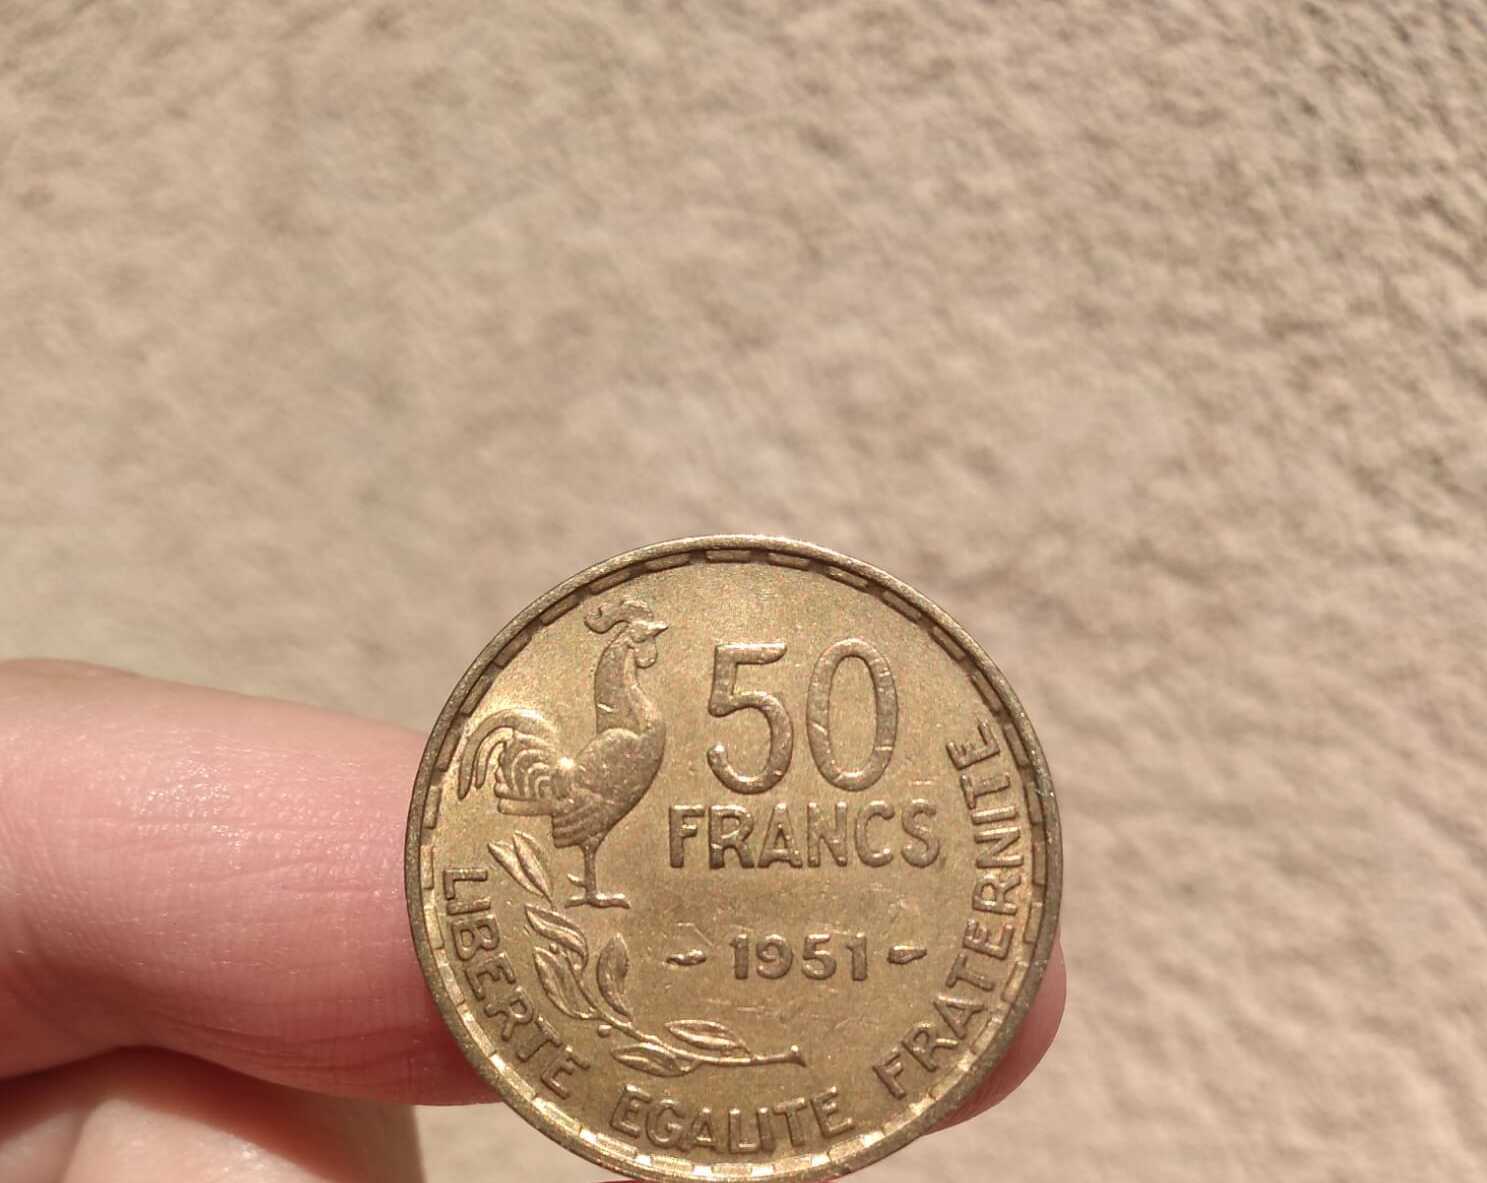 50
FRANCS
- 1951 -
LIBERTE EGALITE FRATERNITE